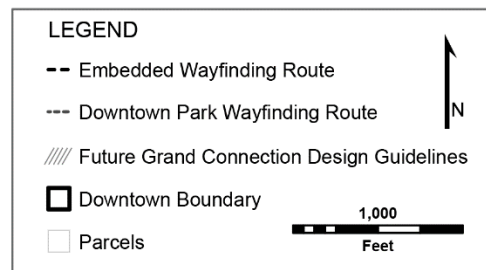 LEGEND
Embedded Wayfinding Route
Downtown Park Wayfinding Route
N
Future Grand Connection Design Guidelines
Downtown Boundary
1,000
Parcels
Feet